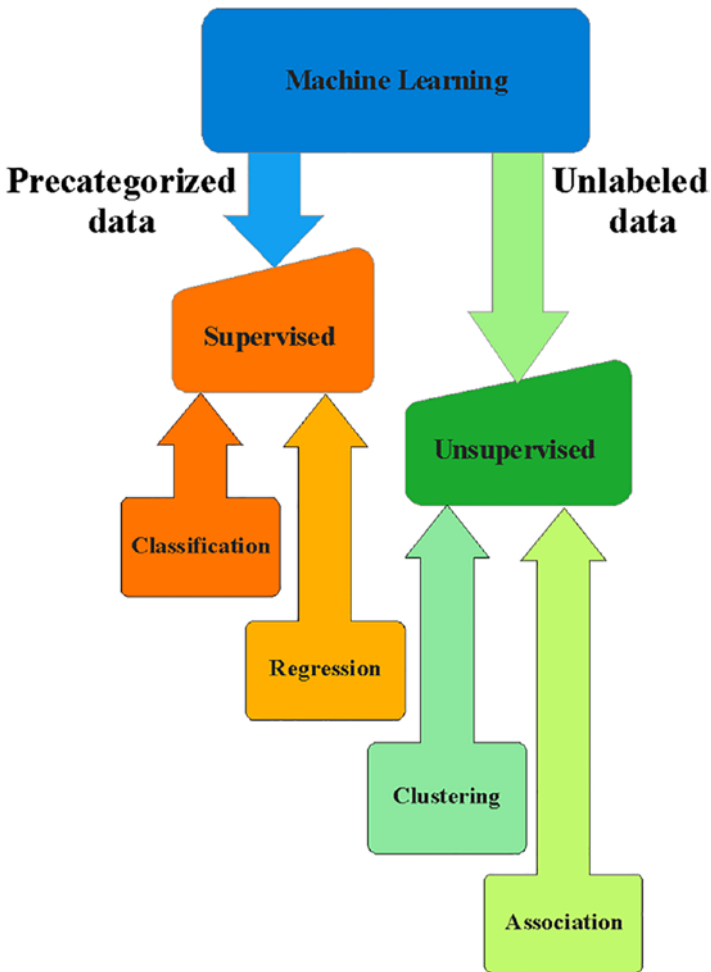 Machine Learning
Precategorized
data
Unlabeled
data
Supervised
Unsupervised
Classification
Regression
Clustering
Association